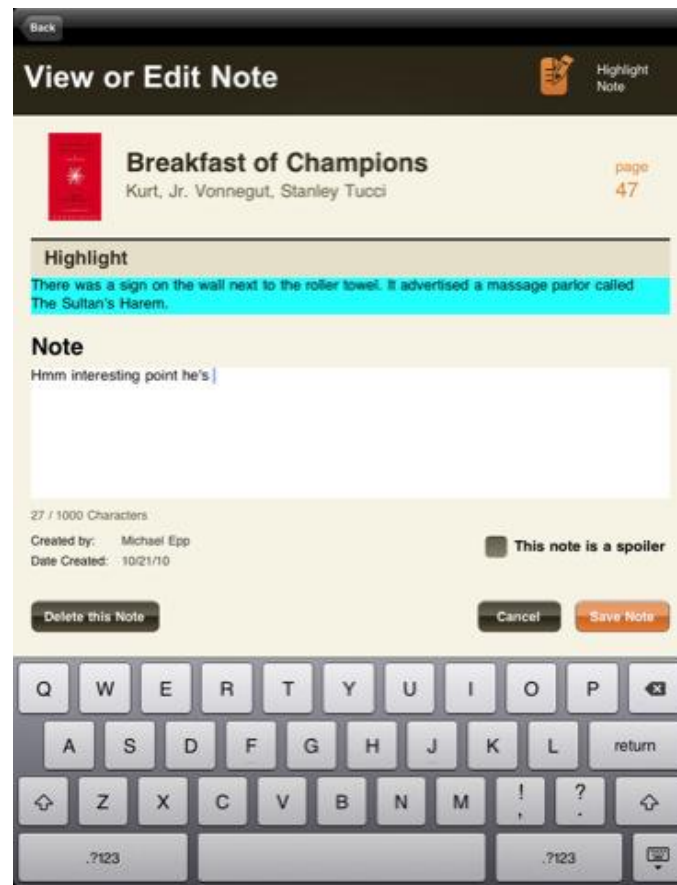 Back
View or Edit Note
Highlight
Note
Breakfast of Champions
Kurt, Jr. Vonnegut, Stanley Tucci
page
47
Highlight
There was a sign on the wall next to the roller towel. It advertised a massage parlor called
The Sultan's Harem.
Note
Hmm interesting point he's
27 / 1000 Characters
Created by: Michael Epp
Date Created: 10/21/10
This note is a spoiler
Delete this Note
Cancel
Save Note
Q W E R T Y U I O P
A S D F G H J K L return
Z X C V B N M ! , ? .
.?123 .?123